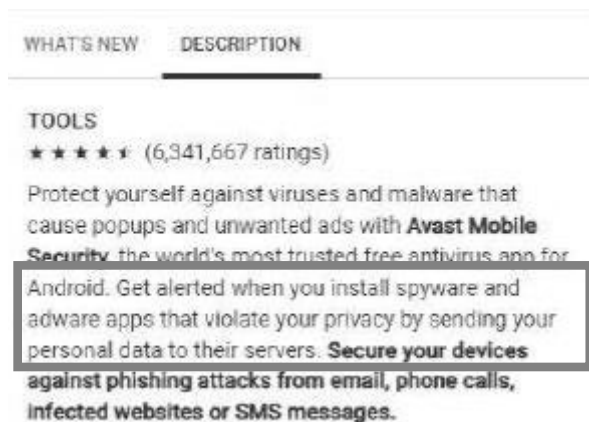 WHAT'S NEW DESCRIPTION
TOOLS
★ ★ ★ ★ ★ (6,341,667 ratings)
Protect yourself against viruses and malware that
cause popups and unwanted ads with Avast Mobile
Security, the world's most trusted free antivirus app for
Android. Get alerted when you install spyware and
adware apps that violate your privacy by sending your
personal data to their servers. Secure your devices
against phishing attacks from email, phone calls,
infected websites or SMS messages.